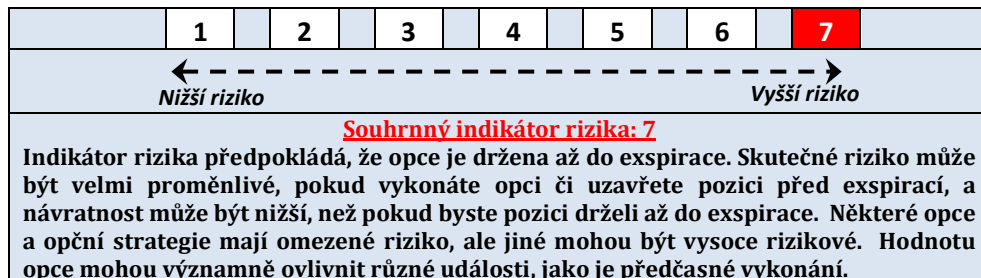 1 2 3 4 5 6 7
Nižší riziko Vyšší riziko
Souhrnný indikátor rizika: 7
Indikátor rizika předpokládá, že opce je držena až do exspirace. Skutečné riziko může
být velmi proměnlivé, pokud vykonáte opci či uzavřete pozici před exspirací, a
návratnost může být nižší, než pokud byste pozici drželi až do exspirace. Některé opce
a opční strategie mají omezené riziko, ale jiné mohou být vysoce rizikové. Hodnotu
opce mohou významně ovlivnit různé události, jako je předčasné vykonání.